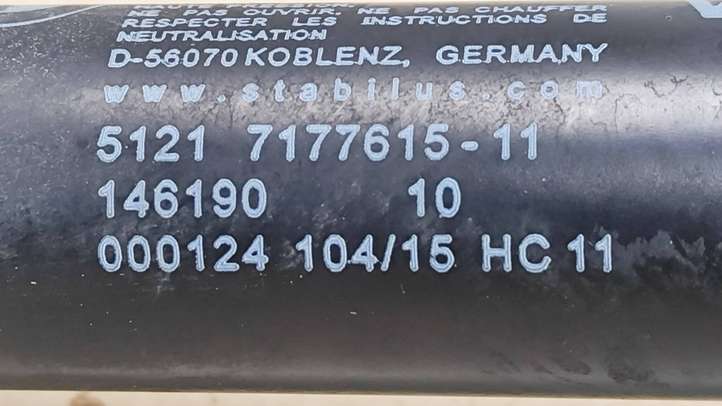 NE PAS OUVRIR. NE PAS CHAUFFER
RESPECTER LES INSTRUCTIONS DE
NEUTRALISATION
D-56070 KOBLENZ, GERMANY
www.stabilus.com
5121 7177615-11
146190 10
000124 104/15 HC 11